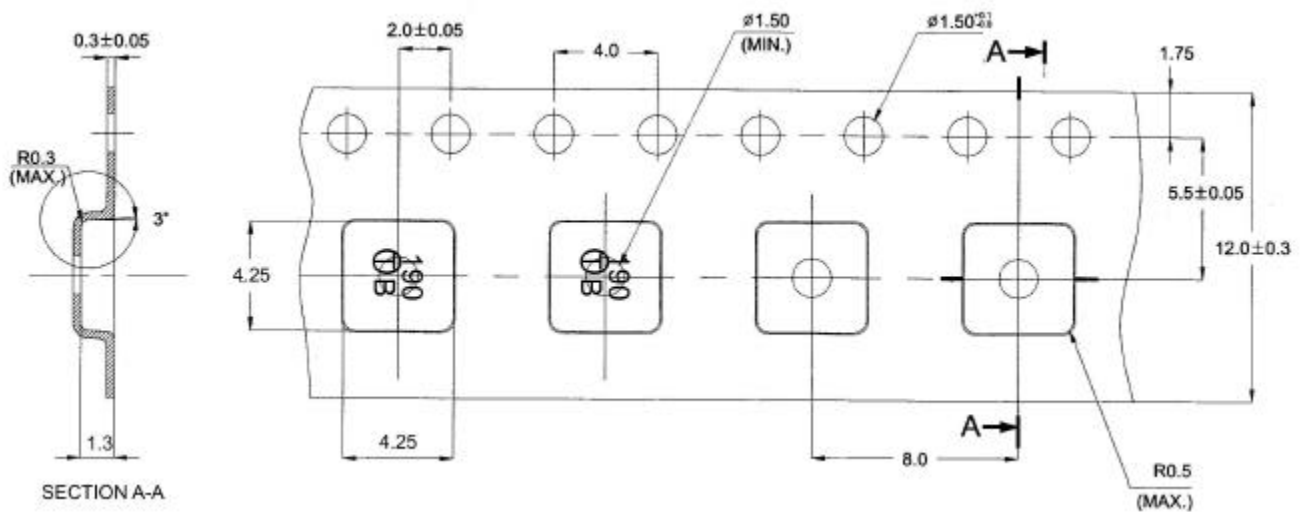 0.3±0.05
2.0±0.05
4.0
ø1.50
(MIN.)
ø1.50
A
1.75
R0.3
(MAX.)
3°
5.5±0.05
12.0±0.3
4.25
190
T B
190
T B
1.3
4.25
8.0
A
R0.5
(MAX.)
SECTION A-A